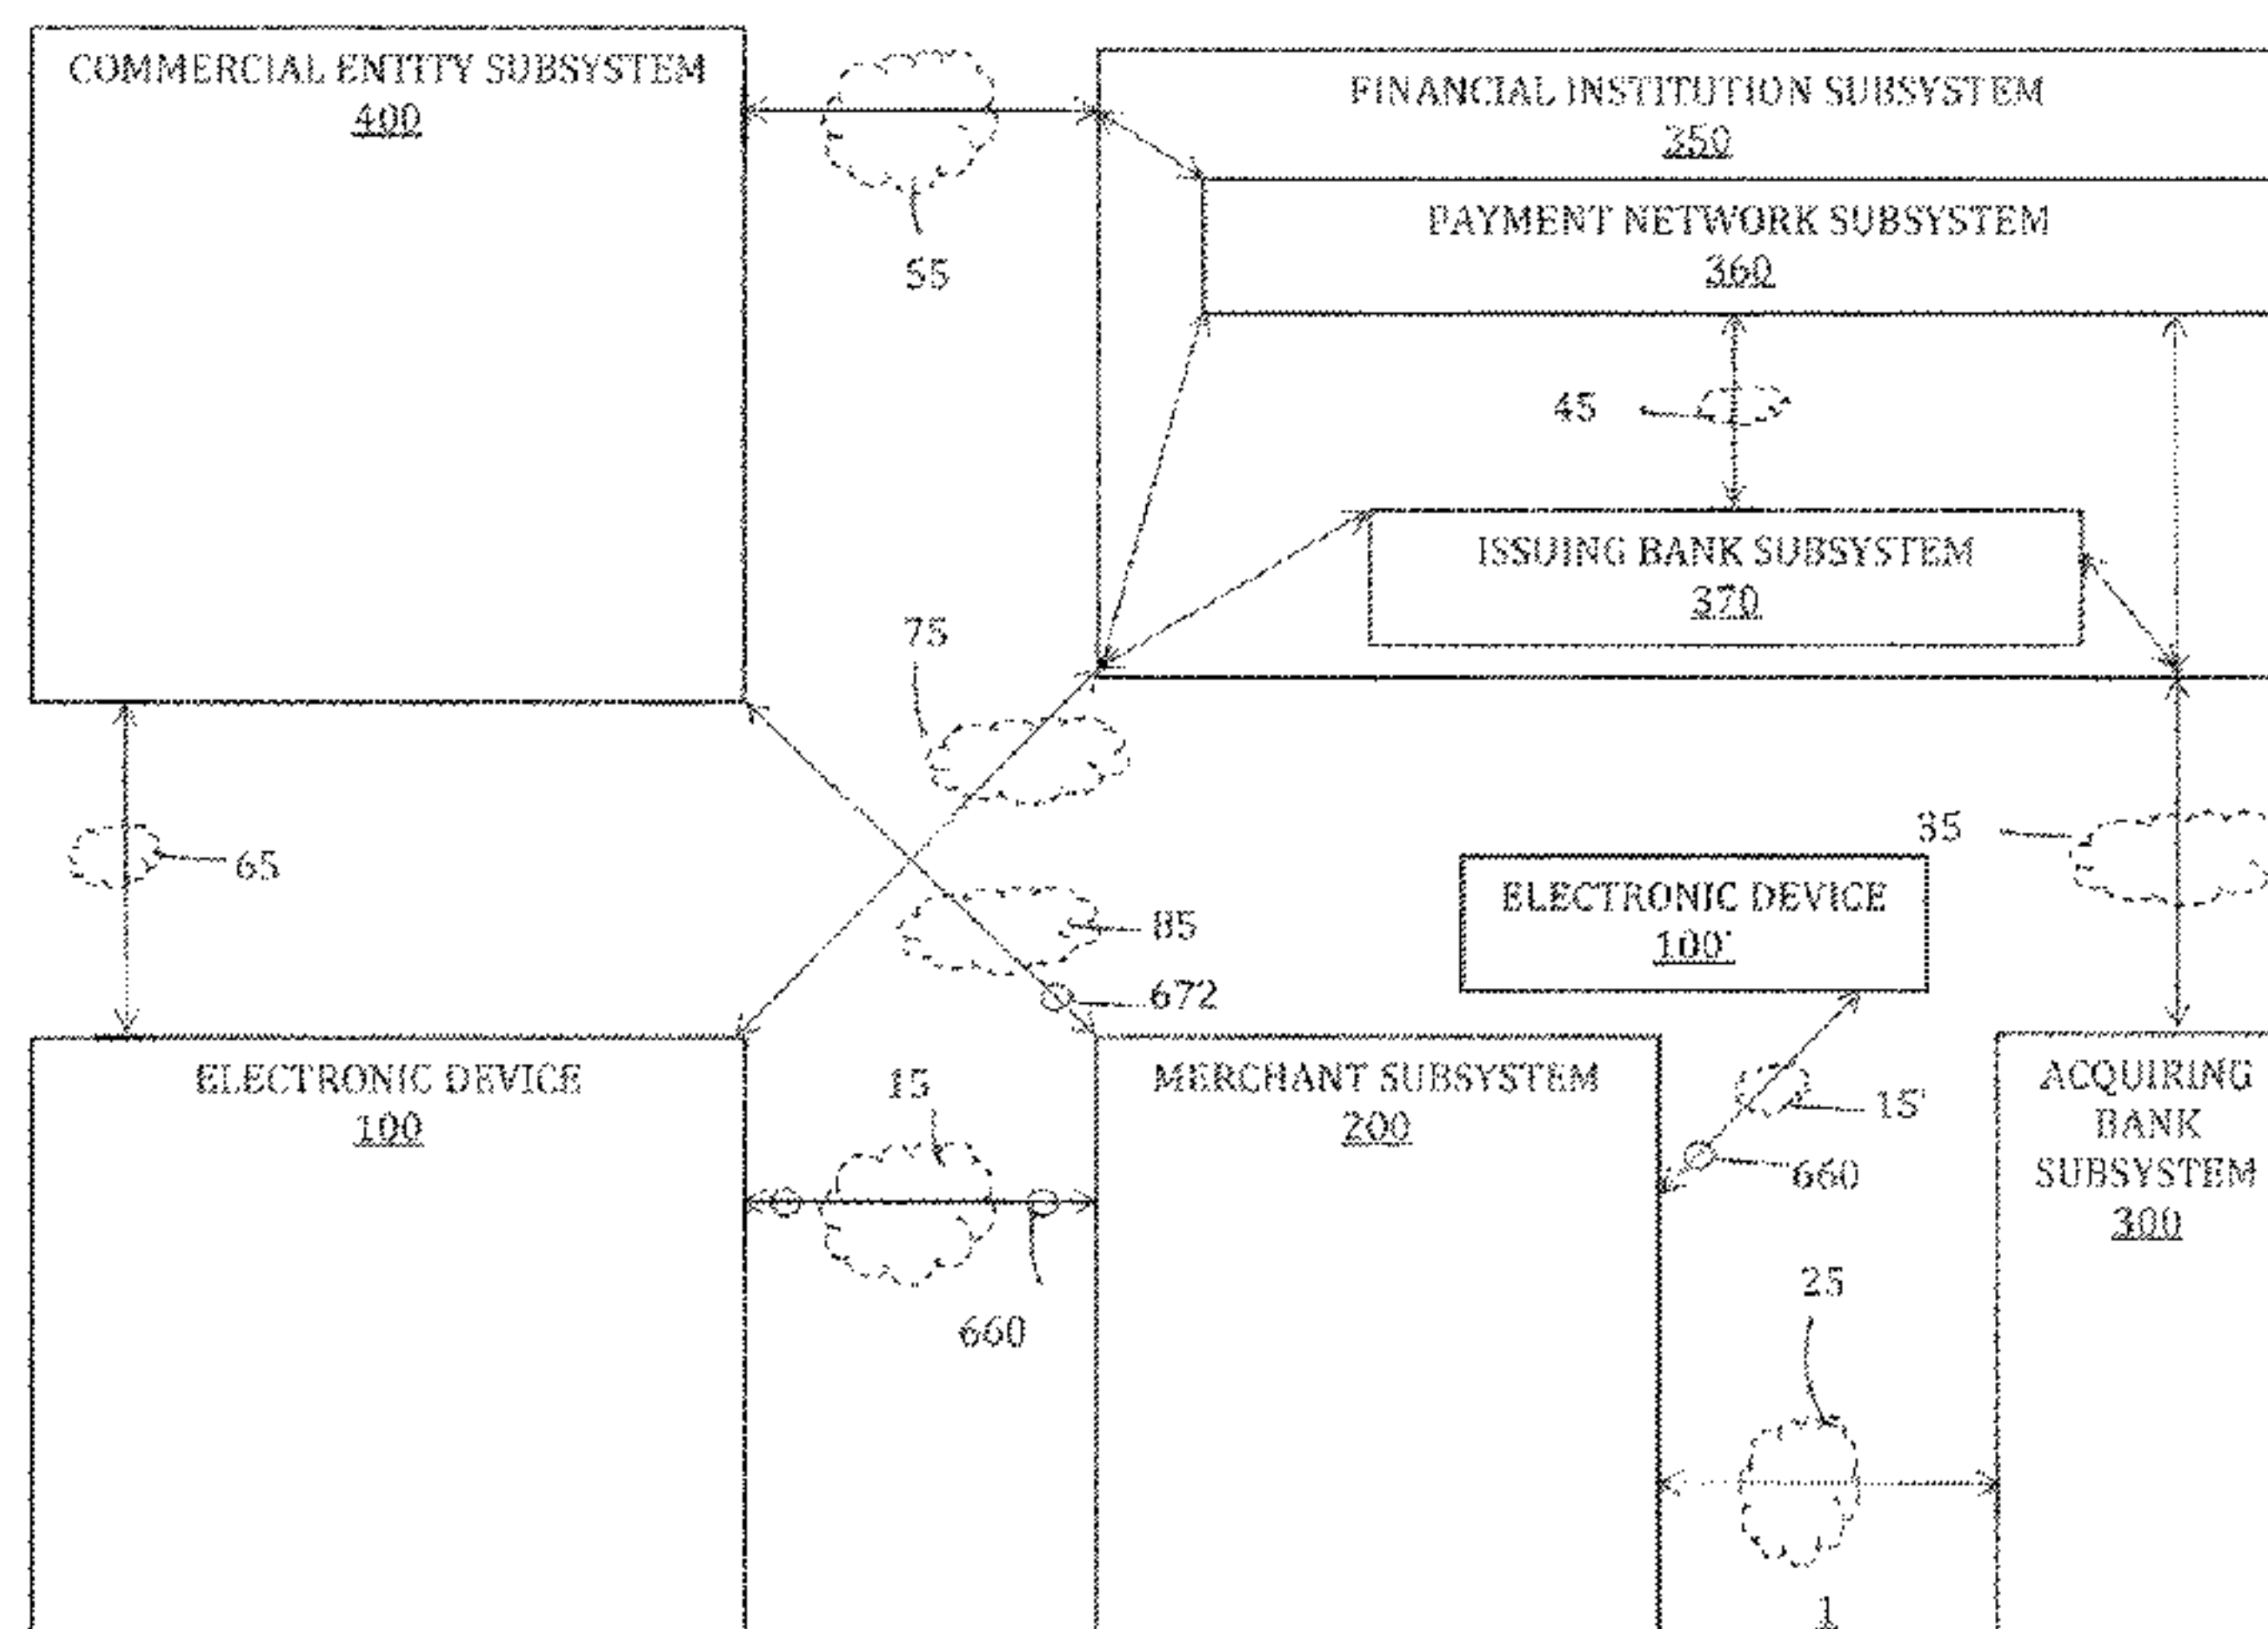 COMMERCIAL ENTITY SUBSYSTEM
400
FINANCIAL INSTITUTION SUBSYSTEM
350
PAYMENT NETWORK SUBSYSTEM
360
55
45
ISSUING BANK SUBSYSTEM
370
75
65
35
ELECTRONIC DEVICE
100'
85
672
ELECTRONIC DEVICE
100
15
MERCHANT SUBSYSTEM
200
15'
660
ACQUIRING
BANK
SUBSYSTEM
300
660
25
1